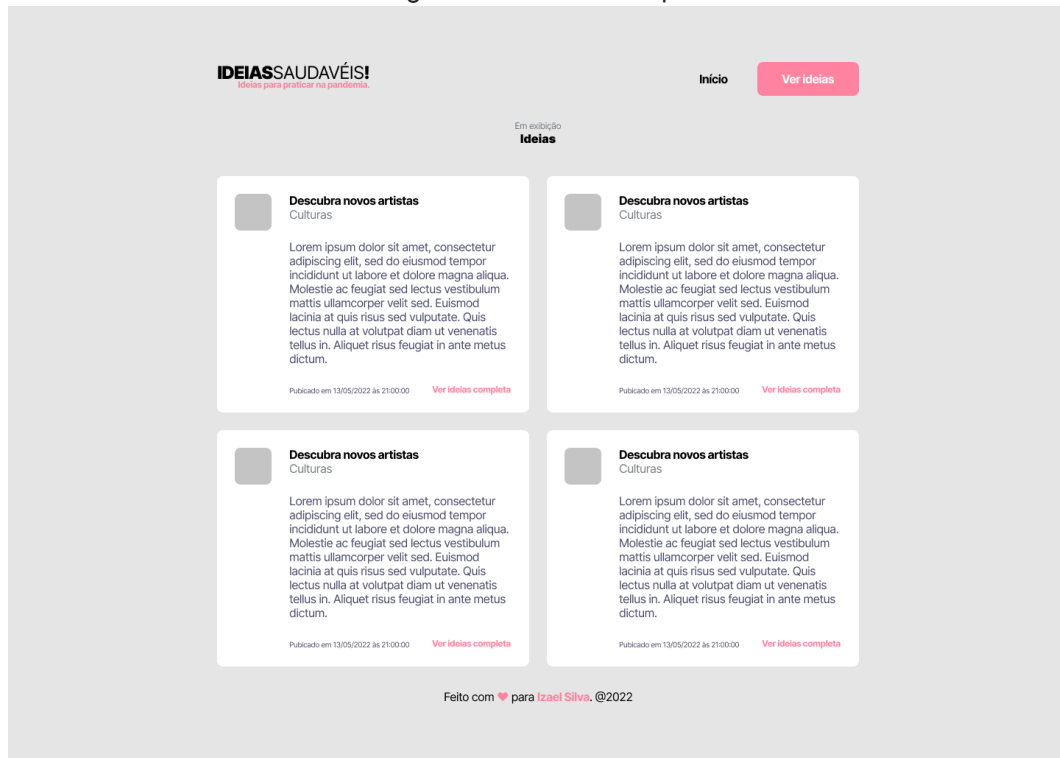 IDEIASSAUDAVÉIS!
Ideias para praticar na pandemia.
Início
Ver ideias
Em exibição
Ideias
Descubra novos artistas
Culturas
Lorem ipsum dolor sit amet, consectetur
adipiscing elit, sed do eiusmod tempor
incididunt ut labore et dolore magna aliqua.
Molestie ac feugiat sed lectus vestibulum
mattis ullamcorper velit sed. Euismod
lacinia at quis risus sed vulputate. Quis
lectus nulla at volutpat diam ut venenatis
tellus in. Aliquet risus feugiat in ante metus
dictum.
Pubicado em 13/05/2022 às 21:00:00
Ver ideias completa
Descubra novos artistas
Culturas
Lorem ipsum dolor sit amet, consectetur
adipiscing elit, sed do eiusmod tempor
incididunt ut labore et dolore magna aliqua.
Molestie ac feugiat sed lectus vestibulum
mattis ullamcorper velit sed. Euismod
lacinia at quis risus sed vulputate. Quis
lectus nulla at volutpat diam ut venenatis
tellus in. Aliquet risus feugiat in ante metus
dictum.
Pubicado em 13/05/2022 às 21:00:00
Ver ideias completa
Descubra novos artistas
Culturas
Lorem ipsum dolor sit amet, consectetur
adipiscing elit, sed do eiusmod tempor
incididunt ut labore et dolore magna aliqua.
Molestie ac feugiat sed lectus vestibulum
mattis ullamcorper velit sed. Euismod
lacinia at quis risus sed vulputate. Quis
lectus nulla at volutpat diam ut venenatis
tellus in. Aliquet risus feugiat in ante metus
dictum.
Pubicado em 13/05/2022 às 21:00:00
Ver ideias completa
Descubra novos artistas
Culturas
Lorem ipsum dolor sit amet, consectetur
adipiscing elit, sed do eiusmod tempor
incididunt ut labore et dolore magna aliqua.
Molestie ac feugiat sed lectus vestibulum
mattis ullamcorper velit sed. Euismod
lacinia at quis risus sed vulputate. Quis
lectus nulla at volutpat diam ut venenatis
tellus in. Aliquet risus feugiat in ante metus
dictum.
Pubicado em 13/05/2022 às 21:00:00
Ver ideias completa
Feito com ♥ para Izael Silva. @2022